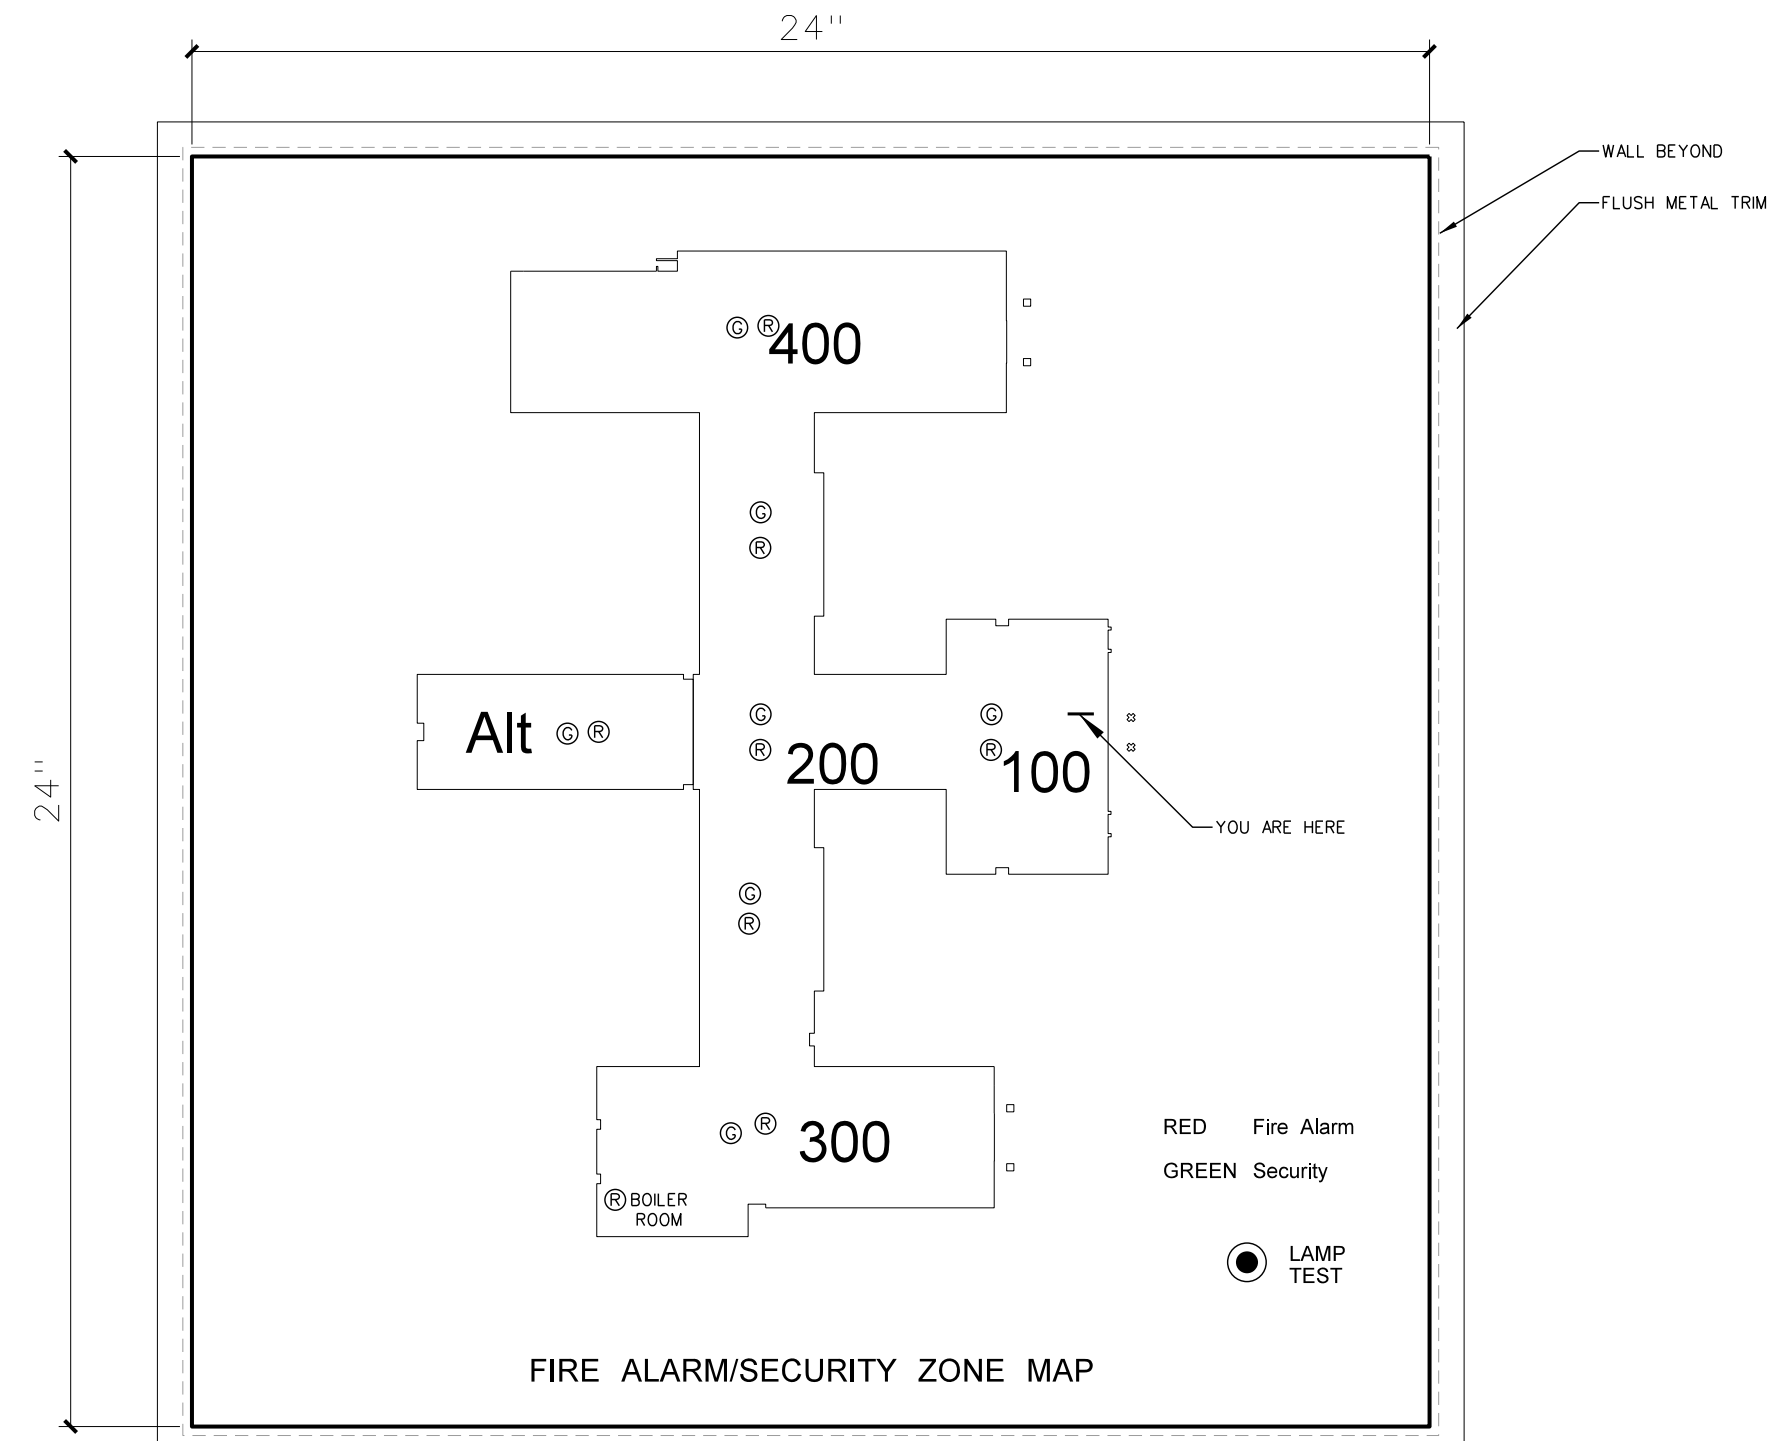 24"
WALL BEYOND
FLUSH METAL TRIM
G R
400
G
R
Alt G R
G
R
200
G
R
100
24"
YOU ARE HERE
G
R
G R
300
RED Fire Alarm
GREEN Security
R BOILER
ROOM
LAMP
TEST
FIRE ALARM/SECURITY ZONE MAP